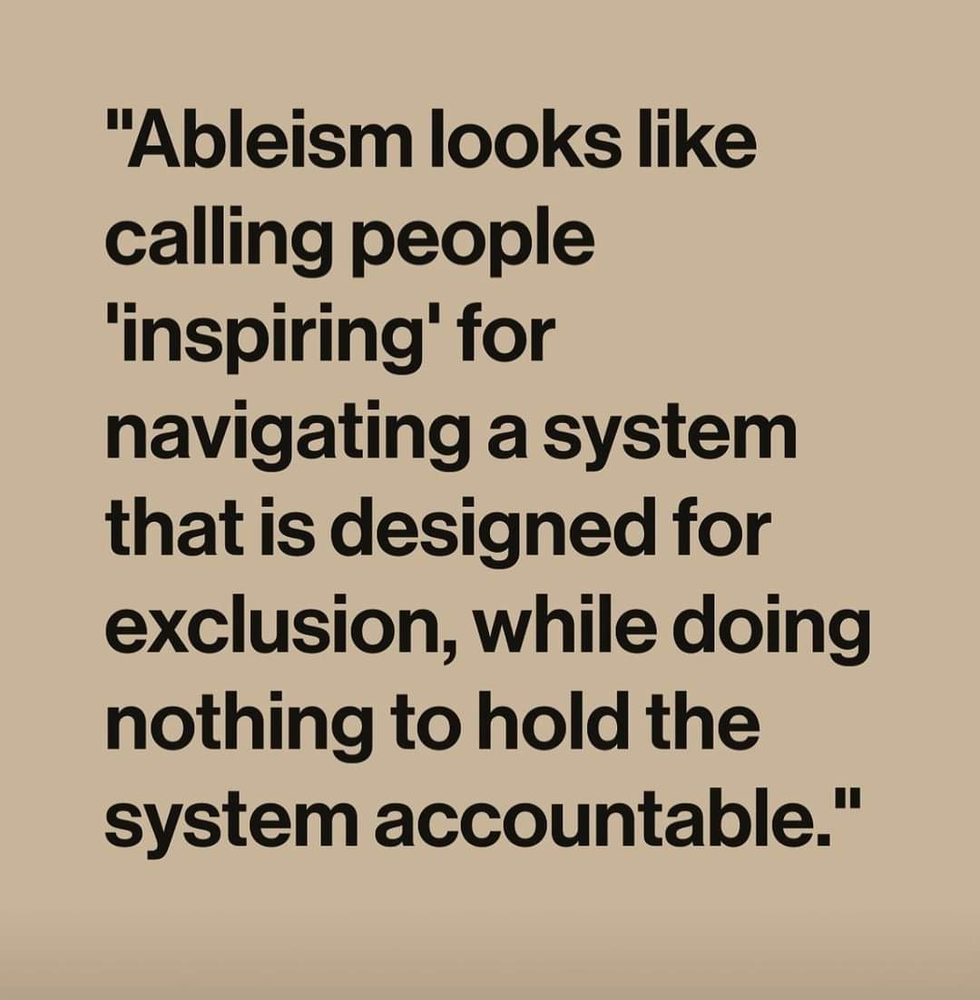 "Ableism looks like
calling people
'inspiring' for
navigating a system
that is designed for
exclusion, while doing
nothing to hold the
system accountable."